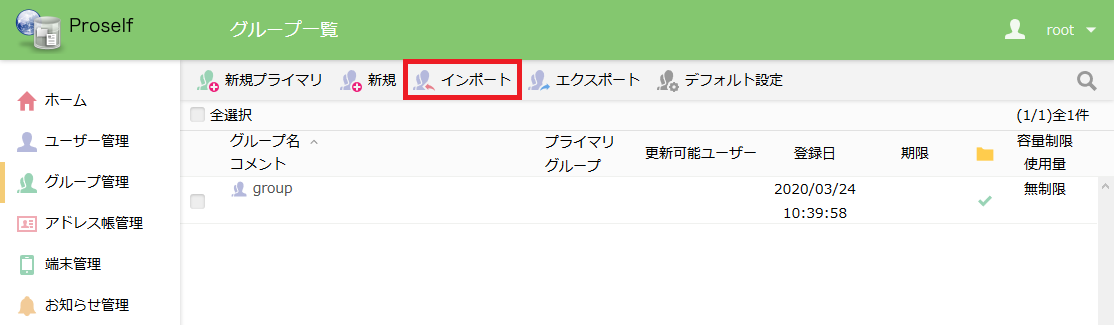 Proself
グループ一覧
root
新規プライマリ 新規 インポート エクスポート デフォルト設定
ホーム
ユーザー管理
グループ管理
アドレス帳管理
端末管理
お知らせ管理
全選択 (1/1)全1件
グループ名
コメント
プライマリ
グループ
更新可能ユーザー
登録日
期限
容量制限
使用量
group
2020/03/24
10:39:58
無制限